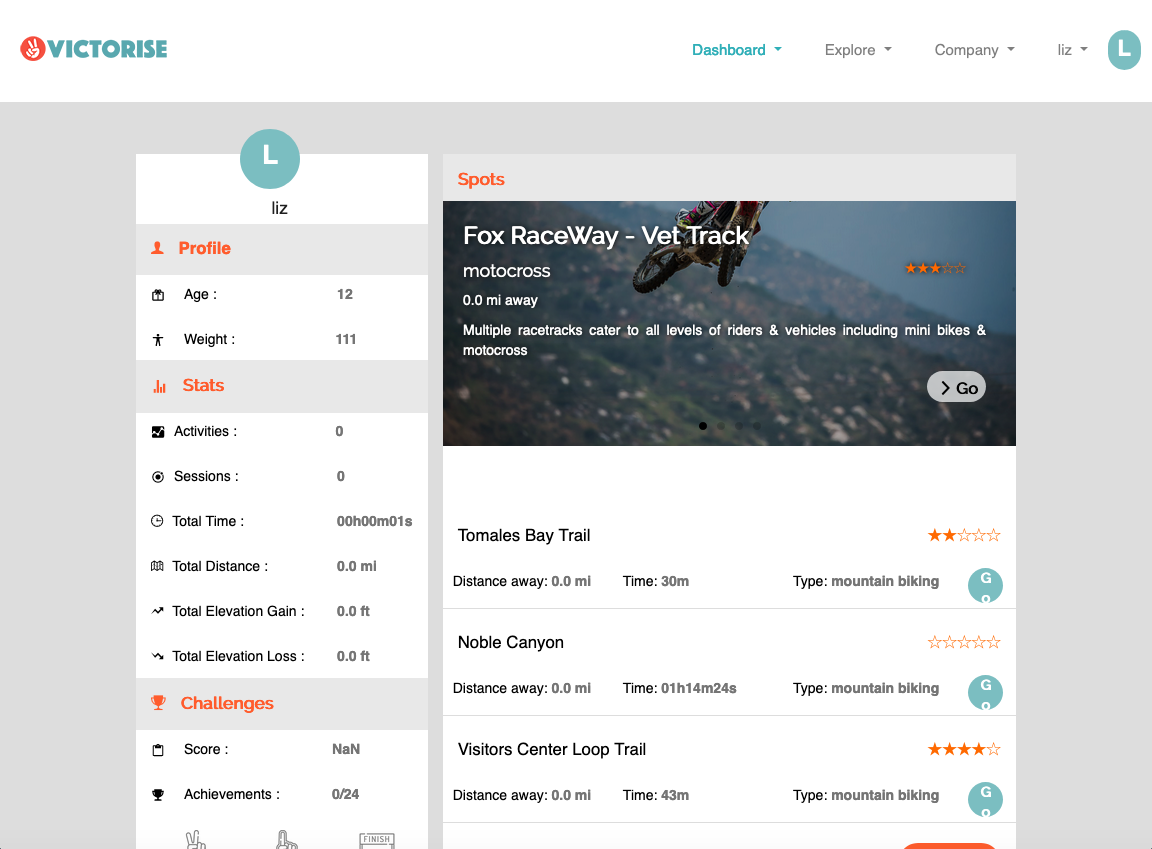 VICTORISE
Dashboard
Explore
Company
liz
L
L
liz
Profile
Age : 12
Weight : 111
Stats
Activities : 0
Sessions : 0
Total Time : 00h00m01s
Total Distance : 0.0 mi
Total Elevation Gain : 0.0 ft
Total Elevation Loss : 0.0 ft
Challenges
Score : NaN
Achievements : 0/24
FINISH
Spots
Fox RaceWay - Vet Track
motocross
0.0 mi away
Multiple racetracks cater to all levels of riders & vehicles including mini bikes &
motocross
Go
Tomales Bay Trail
Distance away: 0.0 mi Time: 30m Type: mountain biking
G
o
Noble Canyon
Distance away: 0.0 mi Time: 01h14m24s Type: mountain biking
G
o
Visitors Center Loop Trail
Distance away: 0.0 mi Time: 43m Type: mountain biking
G
o